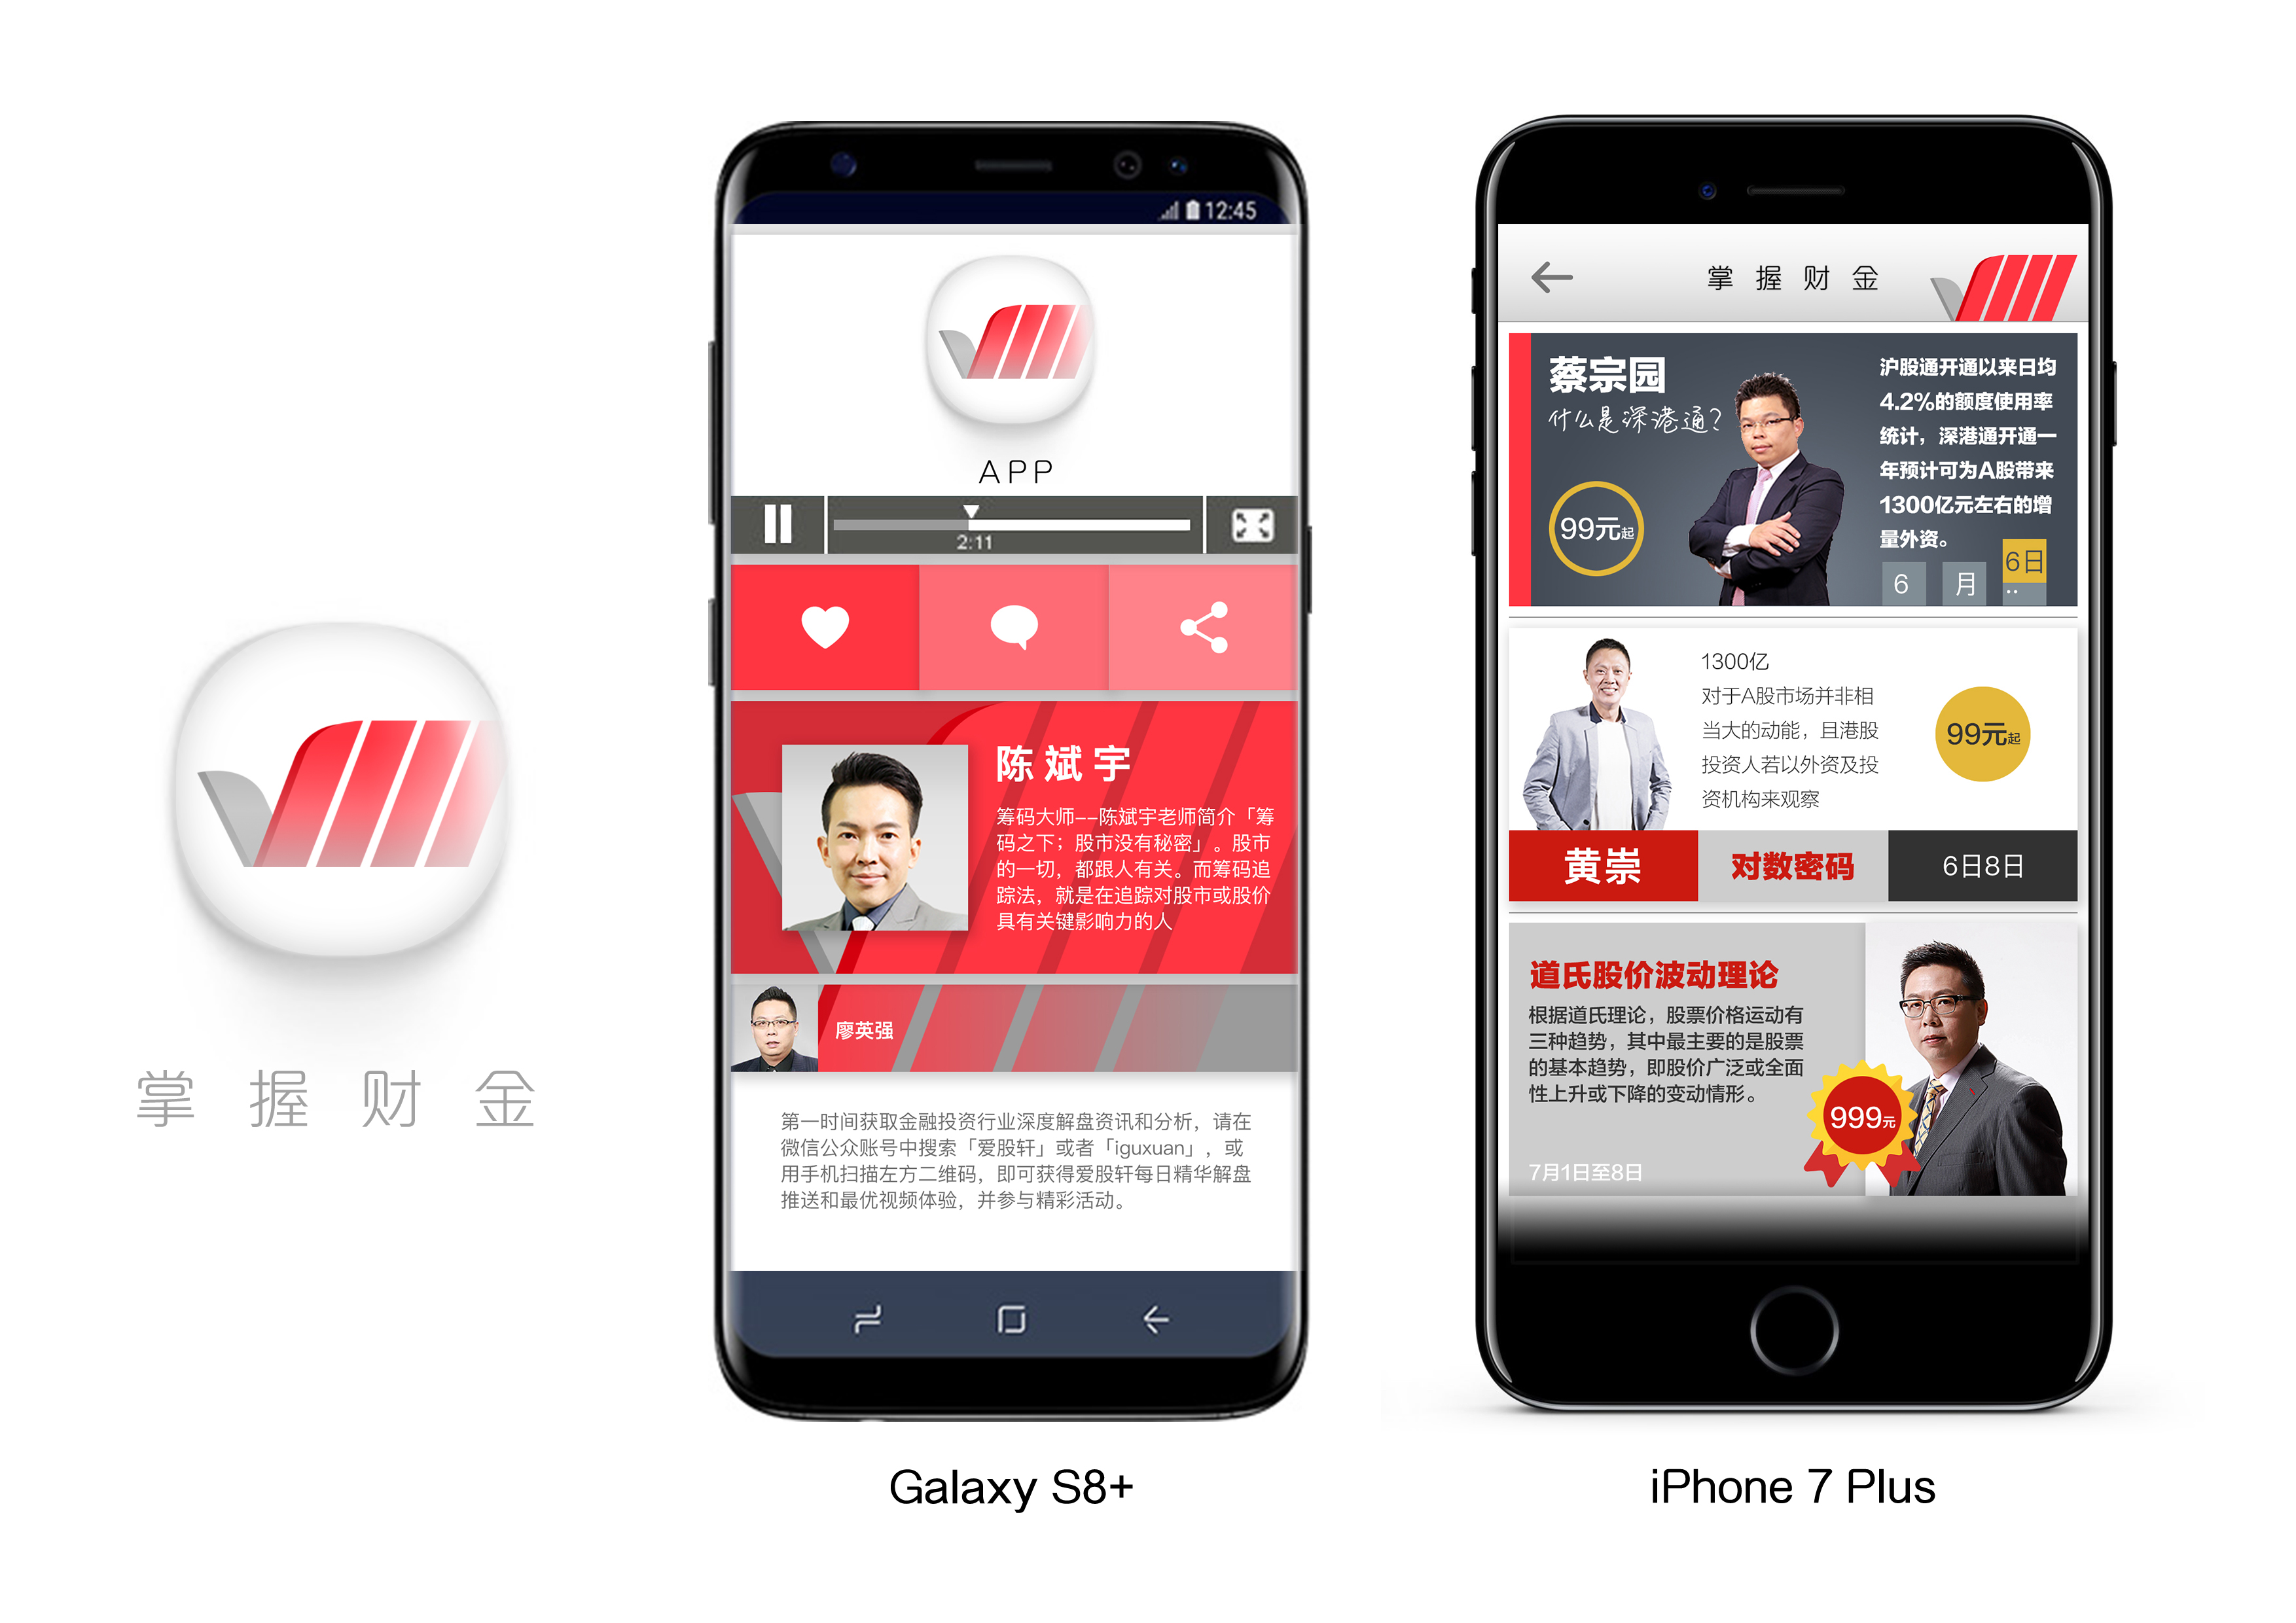 掌握财金
12:45
APP
2:11
陈斌宇
筹码大师--陈斌宇老师简介「筹
码之下；股市没有秘密」。股市
的一切，都跟人有关。而筹码追
踪法，就是在追踪对股市或股价
具有关键影响力的人
廖英强
第一时间获取金融投资行业深度解盘资讯和分析，请在
微信公众账号中搜索「爱股轩」或者「iguxuan」，或
用手机扫描左方二维码，即可获得爱股轩每日精华解盘
推送和最优视频体验，并参与精彩活动。
Galaxy S8+
掌握财金
蔡宗园
什么是深港通?
99元起
沪股通开通以来日均
4.2%的额度使用率
统计，深港通开通一
年预计可为A股带来
1300亿元左右的增
量外资。
6 月 6日
1300亿
对于A股市场并非相
当大的动能，且港股
投资人若以外资及投
资机构来观察
99元起
黄崇 对数密码 6日8日
道氏股价波动理论
根据道氏理论，股票价格运动有
三种趋势，其中最主要的是股票
的基本趋势，即股价广泛或全面
性上升或下降的变动情形。
999元
7月1日至8日
iPhone 7 Plus